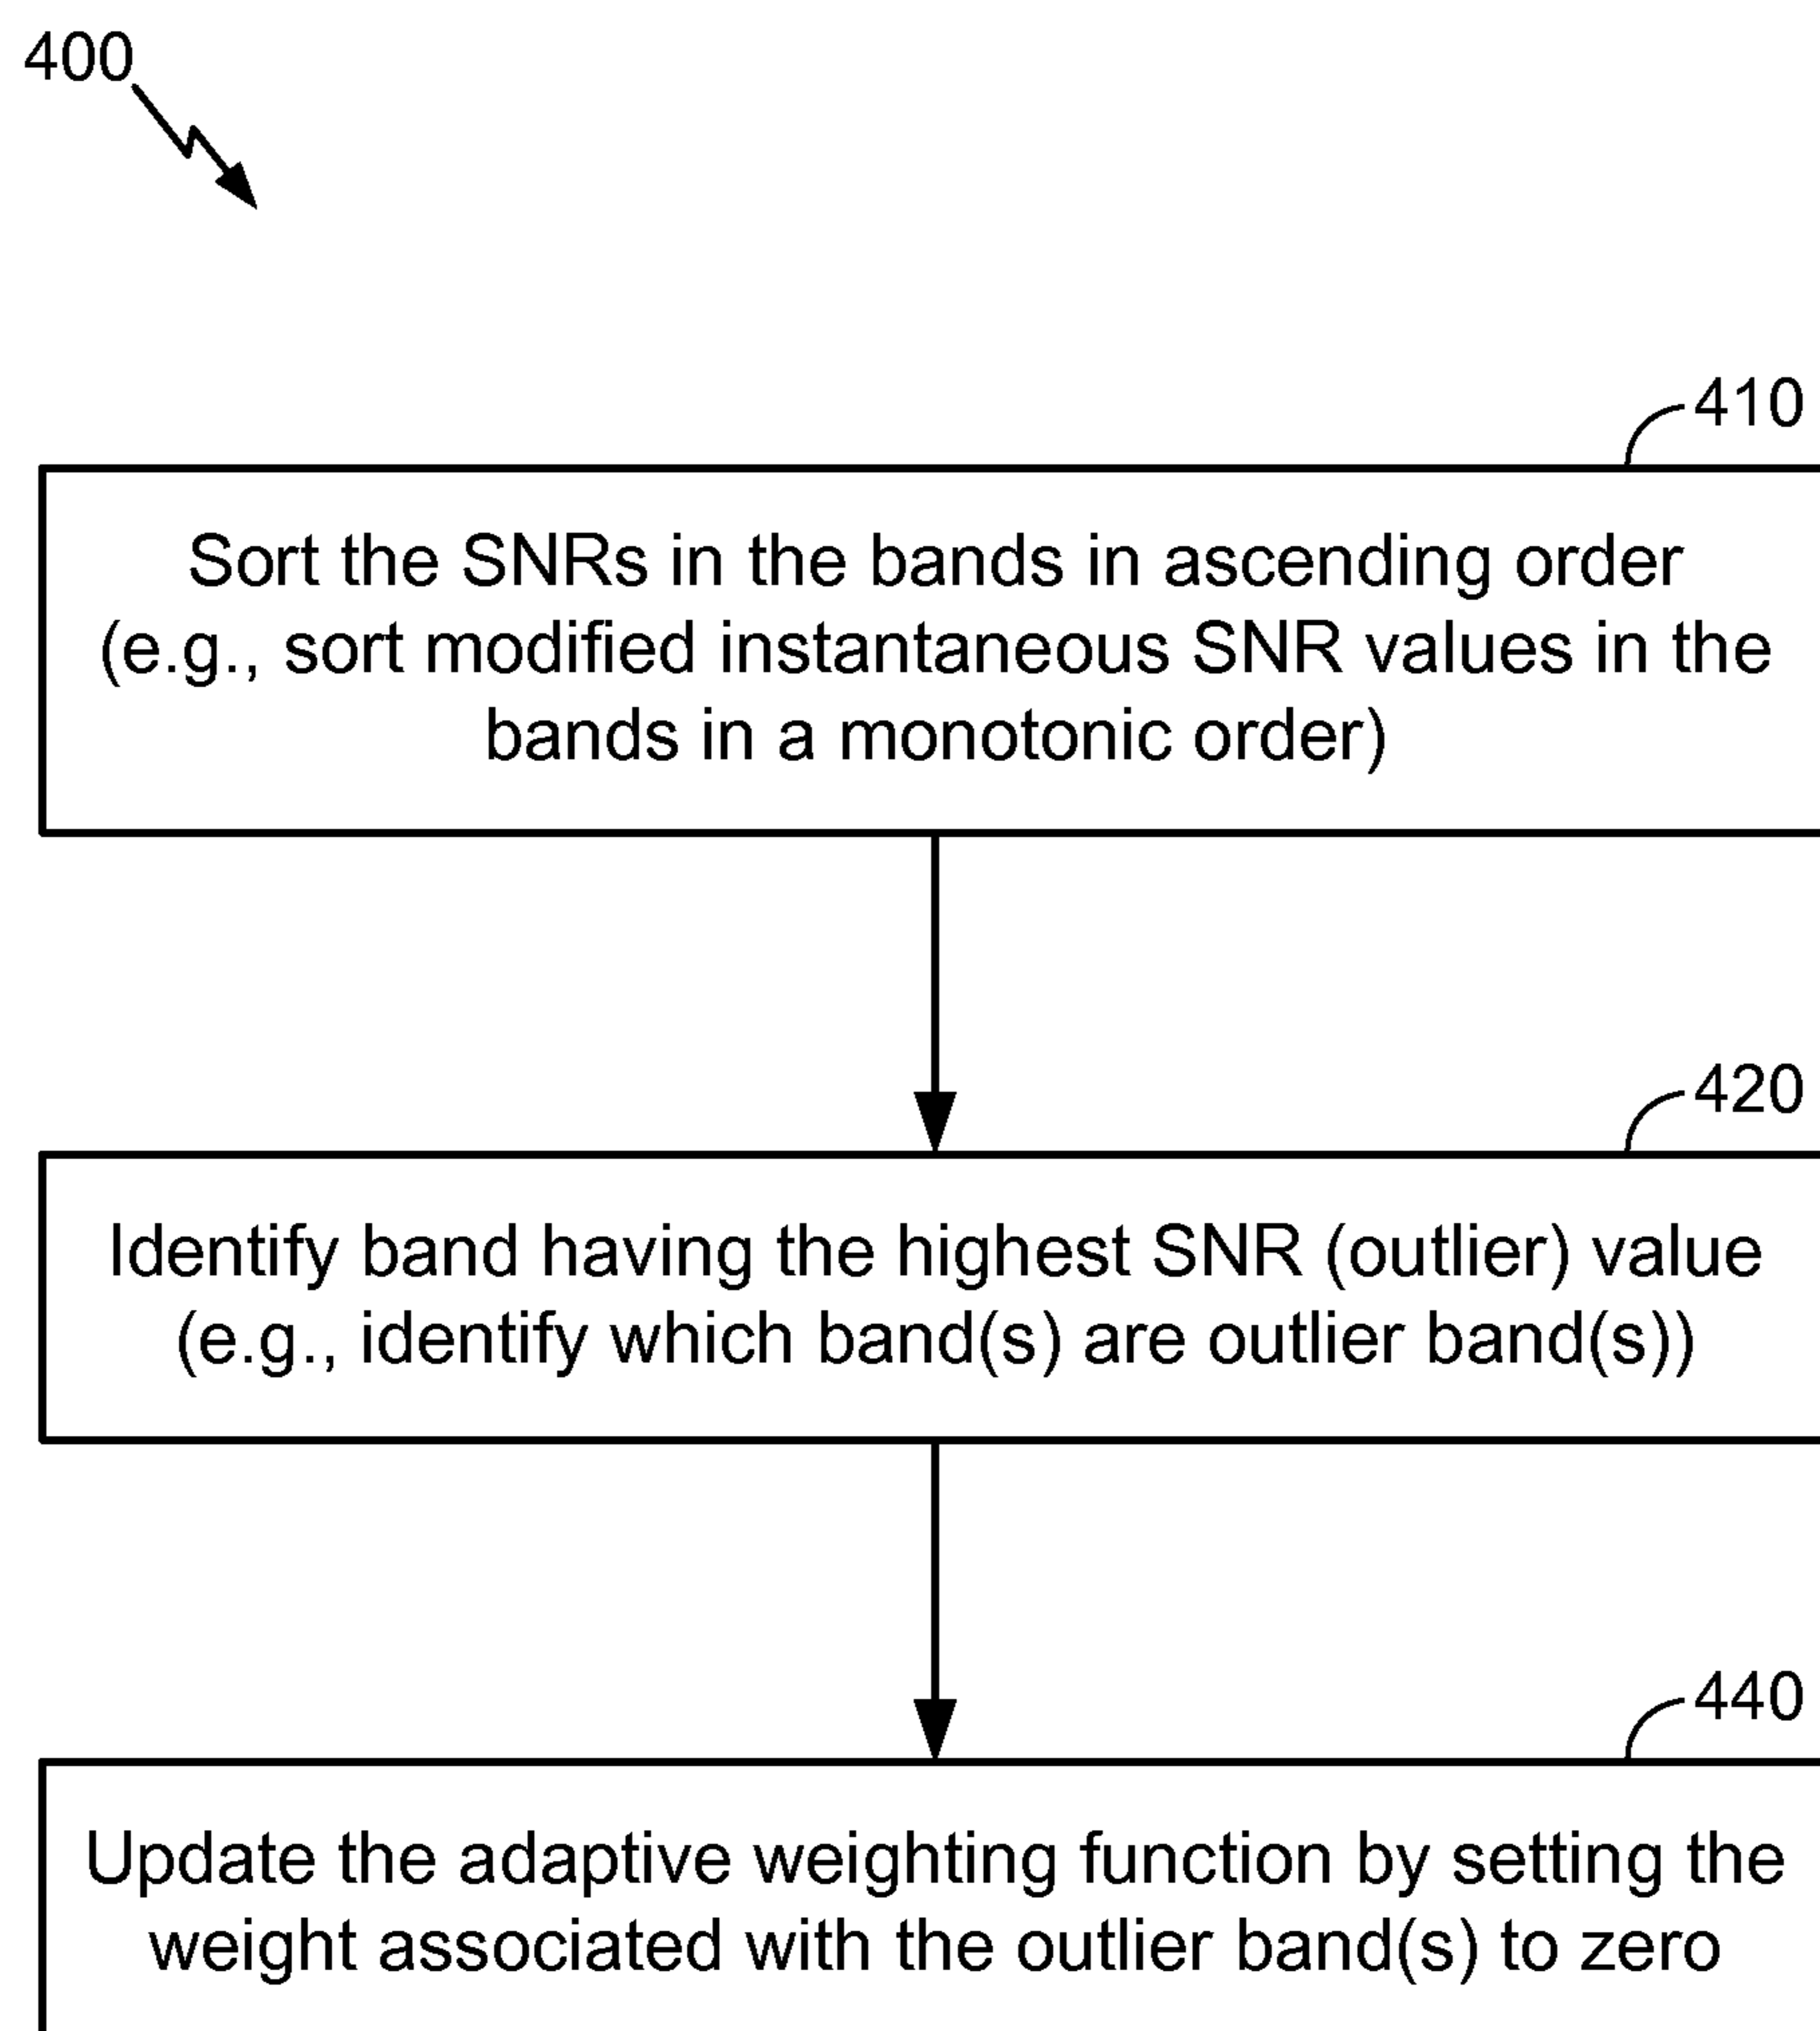 400
410
Sort the SNRs in the bands in ascending order
(e.g., sort modified instantaneous SNR values in the
bands in a monotonic order)
420
Identify band having the highest SNR (outlier) value
(e.g., identify which band(s) are outlier band(s))
440
Update the adaptive weighting function by setting the
weight associated with the outlier band(s) to zero